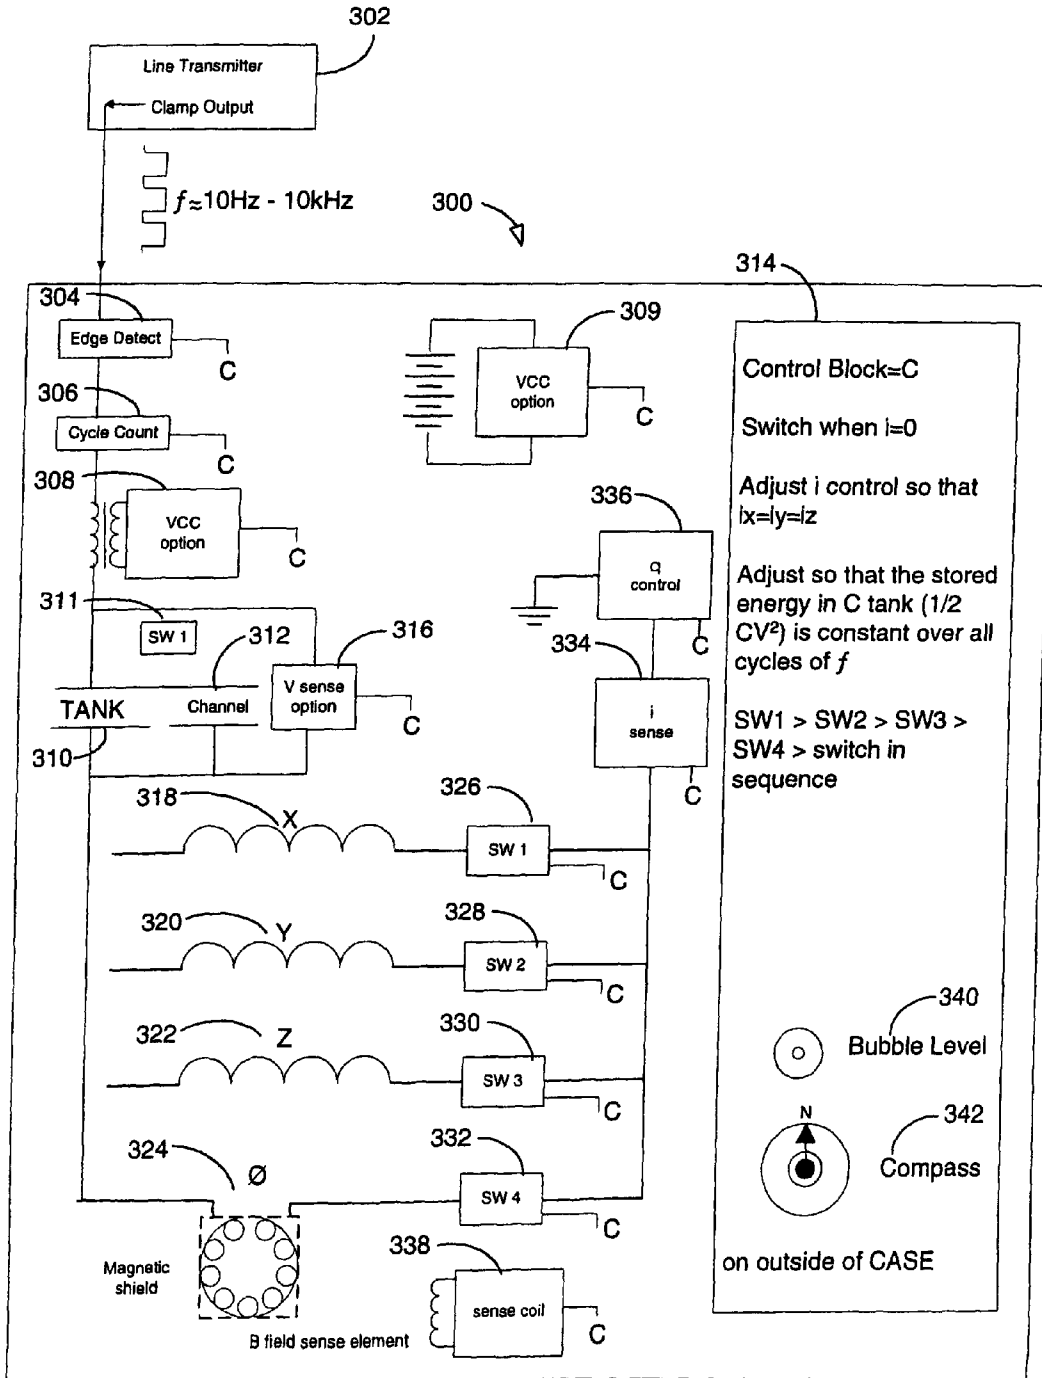 302
Line Transmitter
Clamp Output
f≈10Hz - 10kHz
300
314
304
Edge Detect
C
309
VCC
option
C
306
Cycle Count
C
308
VCC
option
C
336
q
control
C
311
SW 1
312
316
334
TANK
Channel
V sense
option
C
i
sense
C
310
318
X
326
SW 1
C
320
Y
328
SW 2
C
322
Z
330
SW 3
C
324
Ø
332
SW 4
C
Magnetic
shield
338
sense coil
C
B field sense element
Control Block=C
Switch when i=0
Adjust i control so that
Ix=Iy=Iz
Adjust so that the stored
energy in C tank (1/2
CV²) is constant over all
cycles of f
SW1 > SW2 > SW3 >
SW4 > switch in
sequence
340
Bubble Level
N
342
Compass
on outside of CASE